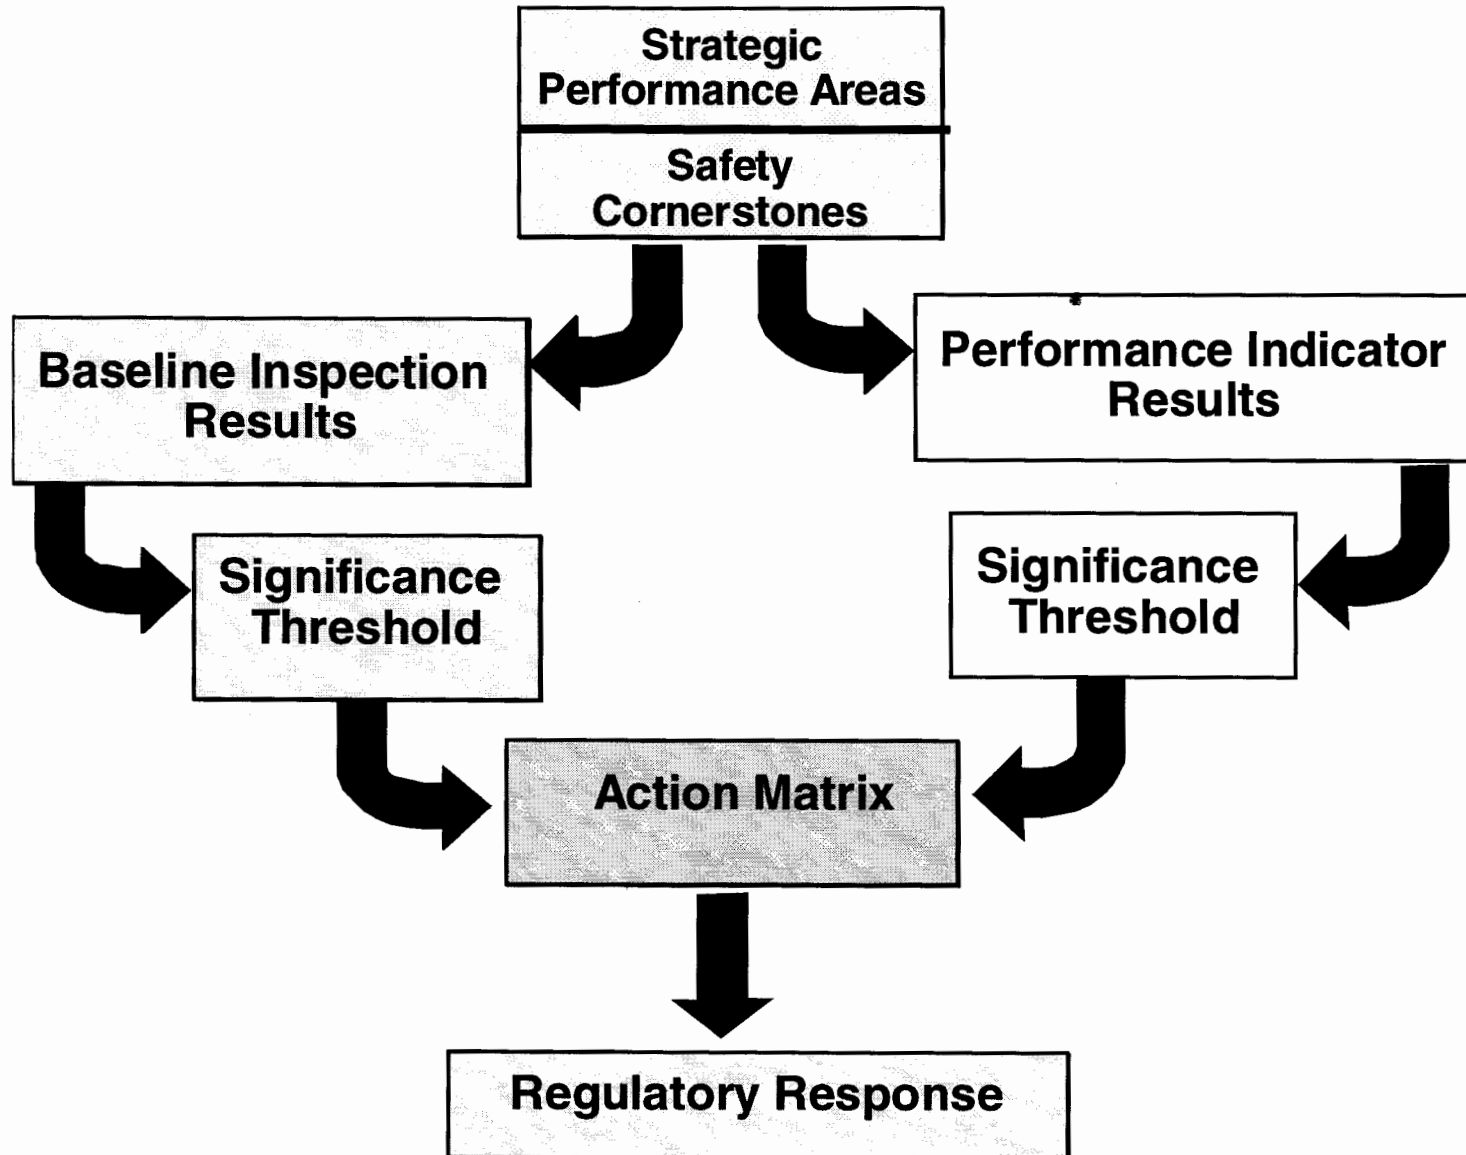 Strategic
Performance Areas
Safety
Cornerstones
Baseline Inspection
Results
Performance Indicator
Results
Significance
Threshold
Significance
Threshold
Action Matrix
Regulatory Response